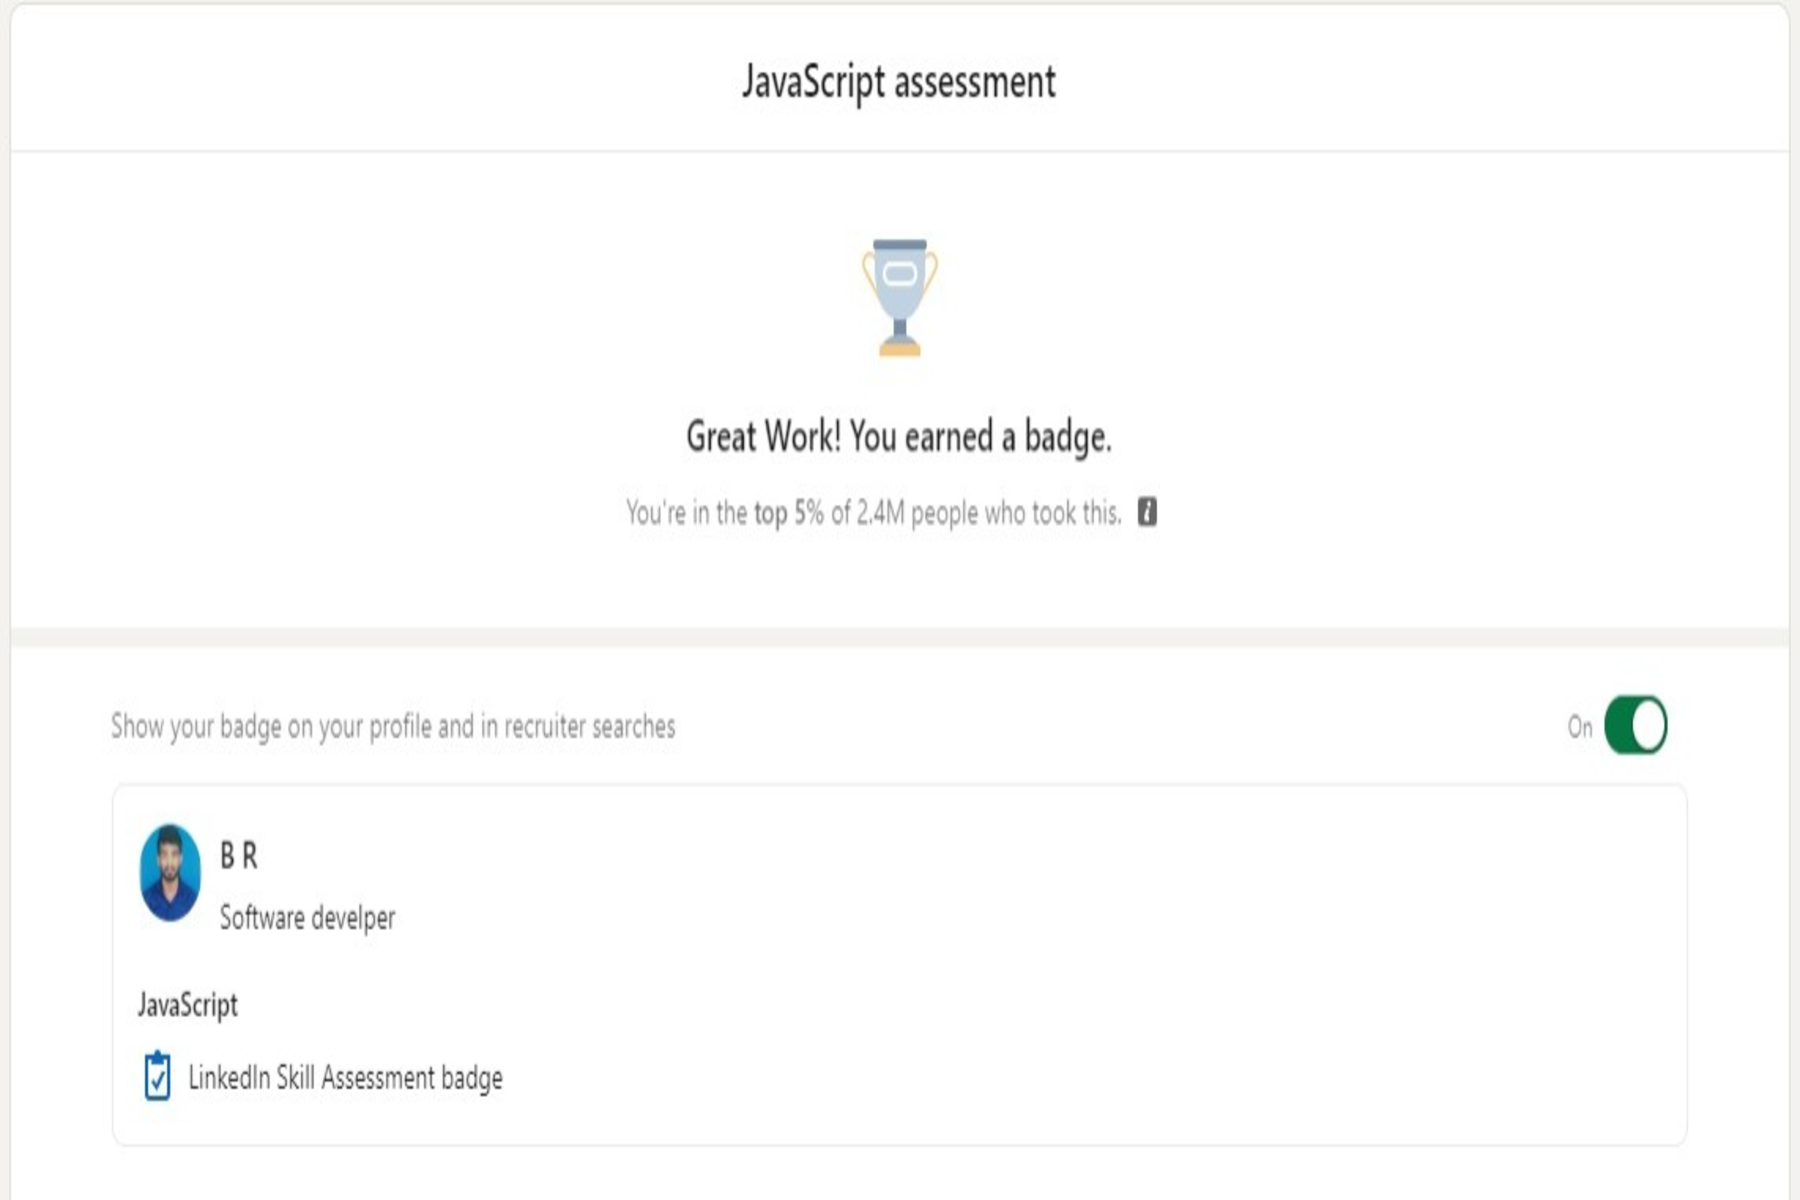 JavaScript assessment
Great Work! You earned a badge.
You're in the top 5% of 2.4M people who took this. i
Show your badge on your profile and in recruiter searches
On
B R
Software develper
JavaScript
LinkedIn Skill Assessment badge